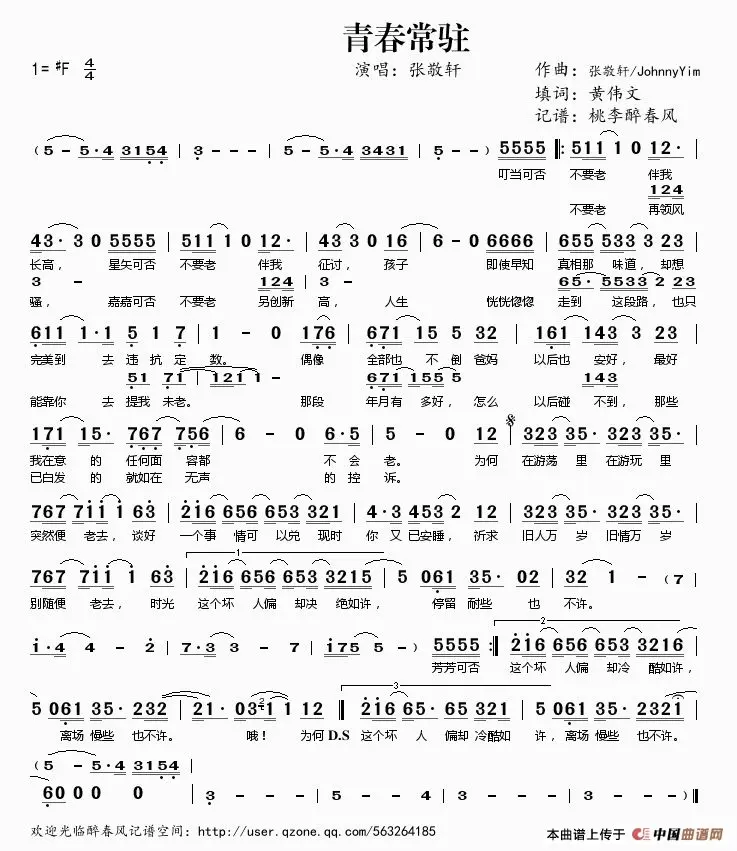 青春常驻
1= #F 4/4
演唱：张敬轩
作曲：张敬轩/JohnnyYim
填词：黄伟文
记谱：桃李醉春风
( 5 - 5·4 3154 | 3 - - - | 5 - 5·4 3431 | 5 - - ) 5555 ‖: 511 1 0 12· |
叮当可否 不要老 伴我
124
不要老 再领风
43· 3 0 5555 | 511 1 0 12· | 43 3 0 16 | 6 - 0 6666 | 655 533 3 23 |
长高， 星矢可否 不要老 伴我 征讨， 孩子 即使早知 真相那 味道，却想
3 - 124 | 3 - 65· 5533 2 23
骚， 嘉嘉可否 不要老 另创新 高， 人生 恍恍惚惚 走到 这段路，也只
611 1·1 5 1 7 | 1 - 0 176 | 671 15 5 32 | 161 143 3 23 |
完美到 去 违 抗 定 数。 偶像 全部也 不 倒 爸妈 以后也 安好， 最好
51 71 | 121 1 - 671 155 5 143
能靠你 去 提我 未老。 那段 年月有 多好， 怎么 以后碰 不到， 那些
171 15· 767 756 | 6 - 0 6·5 | 5 - 0 12 | 323 35· 323 35· |
我在意 的 任何面 容都 不 会 老。 为何 在游荡 里 在游玩 里
已白发 的 就如在 无声 的 控 诉。
767 711 1 63 | 216 656 653 321 | 4·3 453 2 12 | 323 35· 323 35· |
突然便 老去，谈好 一个事 情可 以兑 现时 你 又 已安睡，祈求 旧人万 岁 旧情万 岁
1
767 711 1 63 | 216 656 653 3215 | 5 061 35· 02 | 32 1 - (7 |
别随便 老去， 时光 这个坏 人偏 却决 绝如许， 停留 耐些 也 不许。
2
1·4 4 - 2 | 7·3 3 - 7 | 175 5 - ) 5555 :‖ 216 656 653 3216 |
芳芳可否 这个坏 人偏 却冷 酷如许，
3
5 061 35· 232 | 21· 0321 1 12 ‖ 216 65· 653 321 | 5 061 35· 2321 |
离场 慢些 也不许。 哦！ 为何 D.S 这个坏 人 偏却 冷酷如 许，离场 慢些 也不许。
( 5 - 5·4 3154 |
60 0 0 0 | 3 - - - | 5 - - - | 2 - - - | 3 - - - ‖
欢迎光临醉春风记谱空间：http://user.qzone.qq.com/563264185
本曲谱上传于 中国曲谱网